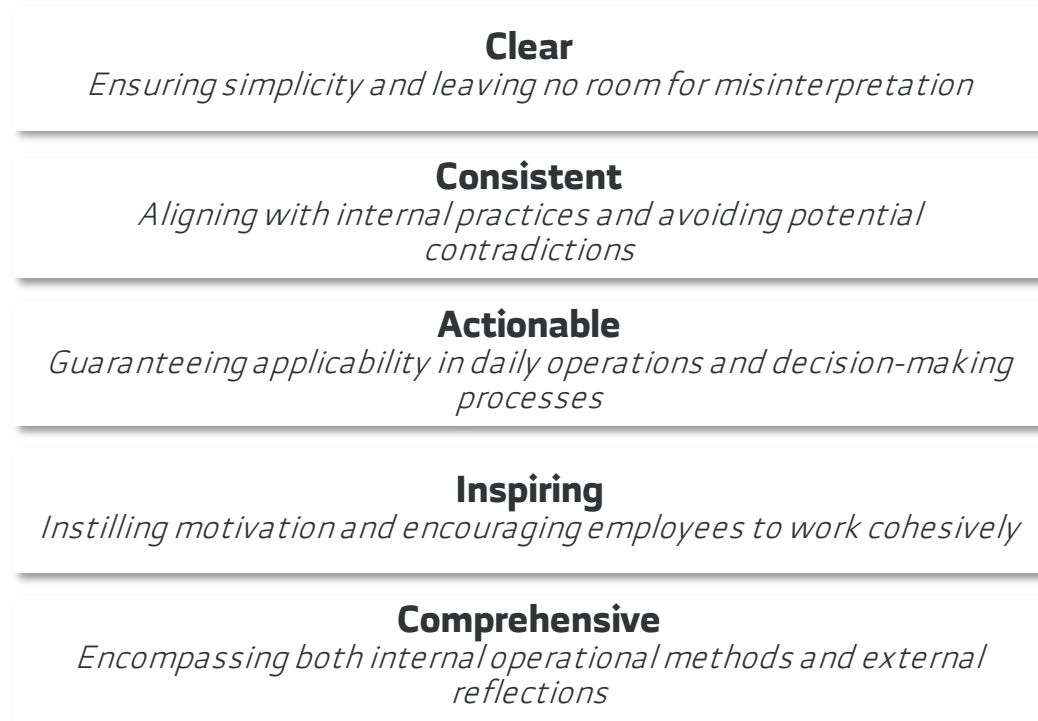 Clear
Ensuring simplicity and leaving no room for misinterpretation
Consistent
Aligning with internal practices and avoiding potential
contradictions
Actionable
Guaranteeing applicability in daily operations and decision-making
processes
Inspiring
Instilling motivation and encouraging employees to work cohesively
Comprehensive
Encompassing both internal operational methods and external
reflections